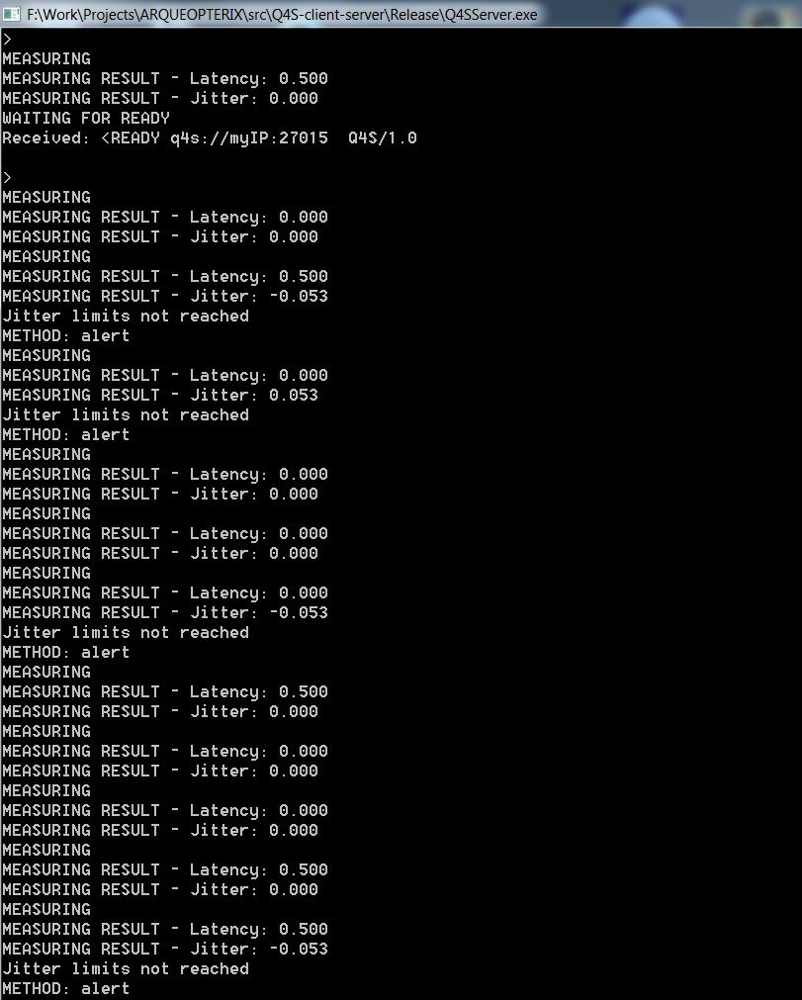 F:\Work\Projects\ARQUEOPTERIX\src\Q4S-client-server\Release\Q4SServer.exe
>
MEASURING
MEASURING RESULT - Latency: 0.500
MEASURING RESULT - Jitter: 0.000
WAITING FOR READY
Received: <READY q4s://myIP:27015  Q4S/1.0
>
MEASURING
MEASURING RESULT - Latency: 0.000
MEASURING RESULT - Jitter: 0.000
MEASURING
MEASURING RESULT - Latency: 0.500
MEASURING RESULT - Jitter: -0.053
Jitter limits not reached
METHOD: alert
MEASURING
MEASURING RESULT - Latency: 0.000
MEASURING RESULT - Jitter: 0.053
Jitter limits not reached
METHOD: alert
MEASURING
MEASURING RESULT - Latency: 0.000
MEASURING RESULT - Jitter: 0.000
MEASURING
MEASURING RESULT - Latency: 0.000
MEASURING RESULT - Jitter: 0.000
MEASURING
MEASURING RESULT - Latency: 0.000
MEASURING RESULT - Jitter: -0.053
Jitter limits not reached
METHOD: alert
MEASURING
MEASURING RESULT - Latency: 0.500
MEASURING RESULT - Jitter: 0.000
MEASURING
MEASURING RESULT - Latency: 0.000
MEASURING RESULT - Jitter: 0.000
MEASURING
MEASURING RESULT - Latency: 0.000
MEASURING RESULT - Jitter: 0.000
MEASURING
MEASURING RESULT - Latency: 0.500
MEASURING RESULT - Jitter: 0.000
MEASURING
MEASURING RESULT - Latency: 0.500
MEASURING RESULT - Jitter: -0.053
Jitter limits not reached
METHOD: alert